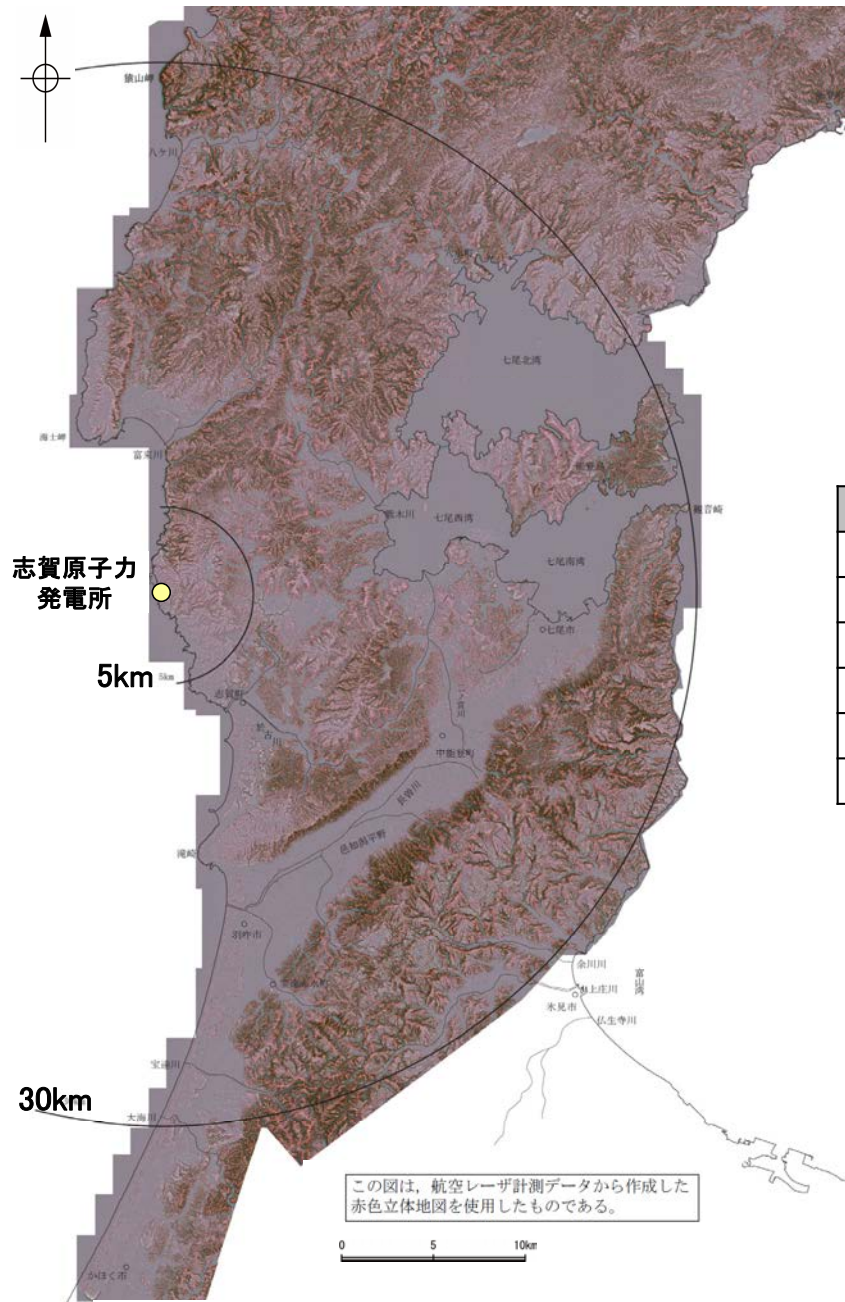 猿山岬
八ケ川
七尾北湾
海士岬
富来川
能登島
熊木川
七尾西湾
観音崎
七尾南湾
志賀原子力
発電所
七尾市
5km
5km
志賀町
二ノ宮川
於古川
中能登町
長曽川
邑知潟平野
滝崎
羽咋市
余川川
富山湾
上庄川
氷見市
仏生寺川
宝達川
30km
大海川
この図は，航空レーザ計測データから作成した
赤色立体地図を使用したものである。
0 5 10km
かほく市